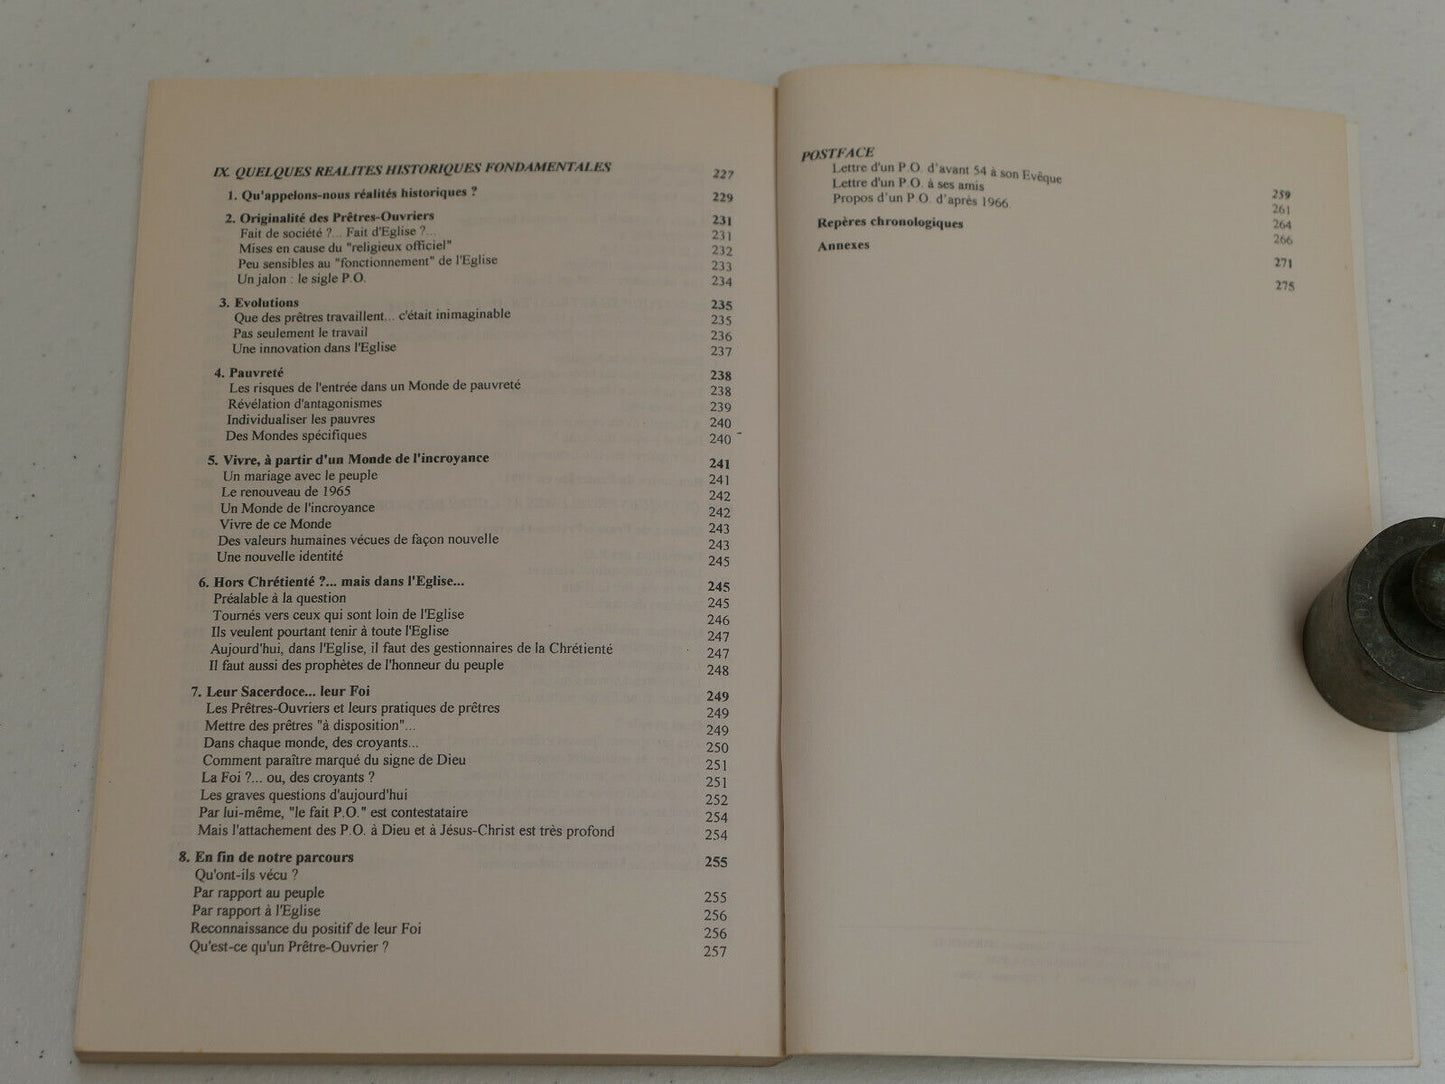 IX. QUELQUES REALITES HISTORIQUES FONDAMENTALES 227
1. Qu'appelons-nous réalités historiques ? 229
2. Originalité des Prêtres-Ouvriers 231
Fait de société ?... Fait d'Eglise ?... 231
Mises en cause du "religieux officiel" 232
Peu sensibles au "fonctionnement" de l'Eglise 233
Un jalon : le sigle P.O. 234
3. Evolutions 235
Que des prêtres travaillent... c'était inimaginable 235
Pas seulement le travail 236
Une innovation dans l'Eglise 237
4. Pauvreté 238
Les risques de l'entrée dans un Monde de pauvreté 238
Révélation d'antagonismes 239
Individualiser les pauvres 240
Des Mondes spécifiques 240
5. Vivre, à partir d'un Monde de l'incroyance 241
Un mariage avec le peuple 241
Le renouveau de 1965 242
Un Monde de l'incroyance 242
Vivre de ce Monde 243
Des valeurs humaines vécues de façon nouvelle 243
Une nouvelle identité 245
6. Hors Chrétienté ?... mais dans l'Eglise... 245
Préalable à la question 245
Tournés vers ceux qui sont loin de l'Eglise 246
Ils veulent pourtant tenir à toute l'Eglise 247
Aujourd'hui, dans l'Eglise, il faut des gestionnaires de la Chrétienté 247
Il faut aussi des prophètes de l'honneur du peuple 248
7. Leur Sacerdoce... leur Foi 249
Les Prêtres-Ouvriers et leurs pratiques de prêtres 249
Mettre des prêtres "à disposition"... 249
Dans chaque monde, des croyants... 250
Comment paraître marqué du signe de Dieu 251
La Foi ?... ou, des croyants ? 251
Les graves questions d'aujourd'hui 252
Par lui-même, "le fait P.O." est contestataire 254
Mais l'attachement des P.O. à Dieu et à Jésus-Christ est très profond 254
8. En fin de notre parcours 255
Qu'ont-ils vécu ?
Par rapport au peuple 255
Par rapport à l'Eglise 256
Reconnaissance du positif de leur Foi 256
Qu'est-ce qu'un Prêtre-Ouvrier ? 257
POSTFACE 259
Lettre d'un P.O. d'avant 54 à son Evêque 261
Lettre d'un P.O. à ses amis 264
Propos d'un P.O. d'après 1966. 266
Repères chronologiques 271
Annexes 275